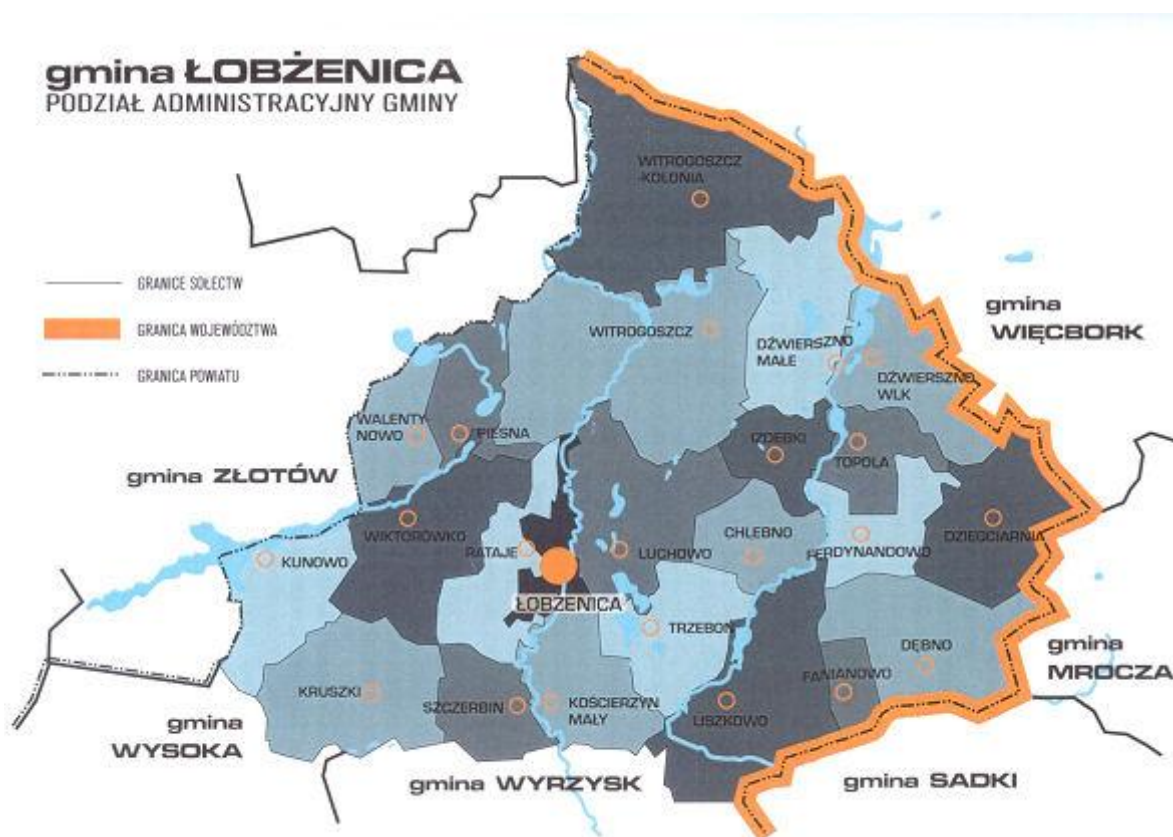 gmina ŁOBŻENICA
PODZIAŁ ADMINISTRACYJNY GMINY
GRANICE SOŁECTW
GRANICA WOJEWÓDZTWA
GRANICA POWIATU
WITROGOSZCZ
-KOLONIA
gmina
WIĘCBORK
WITROGOSZCZ
DŹWIERSZNO
MAŁE
DŹWIERSZNO
WLK
WALENTY-
NOWO
PIESNA
IZDEBKI
TOPOLA
gmina ZŁOTÓW
WIKTORÓWKO
RATAJE
LUCHOWO
CHLEBNO
FERDYNANDOWO
DZIEGCIARNIA
KUNOWO
ŁOBŻENICA
TRZEBOŃ
DĘBNO
gmina
MROCZA
KRUSZKI
SZCZERBIN
KOŚCIERZYN
MAŁY
LISZKOWO
FANIANOWO
gmina
WYSOKA
gmina WYRZYSK
gmina SADKI